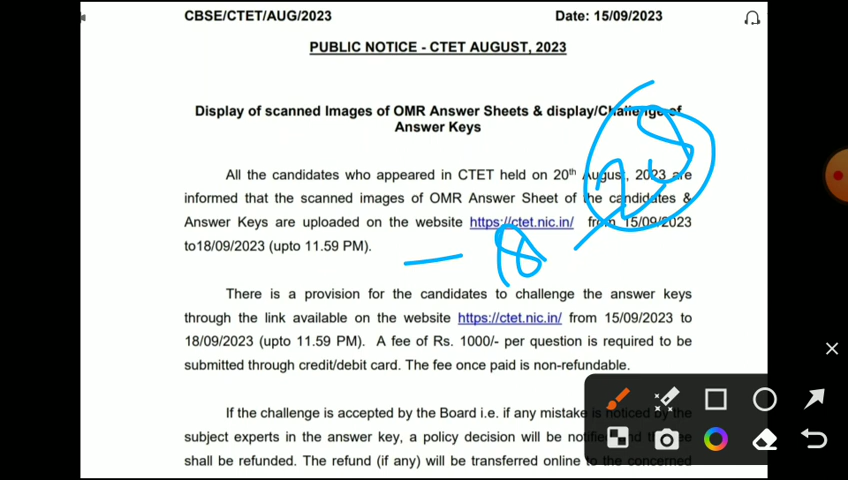 CBSE/CTET/AUG/2023 Date: 15/09/2023
PUBLIC NOTICE - CTET AUGUST, 2023
Display of scanned Images of OMR Answer Sheets & display/Challenge of
Answer Keys
All the candidates who appeared in CTET held on 20th August, 2023 are
informed that the scanned images of OMR Answer Sheet of the candidates &
Answer Keys are uploaded on the website https://ctet.nic.in/ from 15/09/2023
to18/09/2023 (upto 11.59 PM).
There is a provision for the candidates to challenge the answer keys
through the link available on the website https://ctet.nic.in/ from 15/09/2023 to
18/09/2023 (upto 11.59 PM). A fee of Rs. 1000/- per question is required to be
submitted through credit/debit card. The fee once paid is non-refundable.
If the challenge is accepted by the Board i.e. if any mistake is noticed by the
subject experts in the answer key, a policy decision will be
shall be refunded. The refund (if any) will be transferred online to the concerned